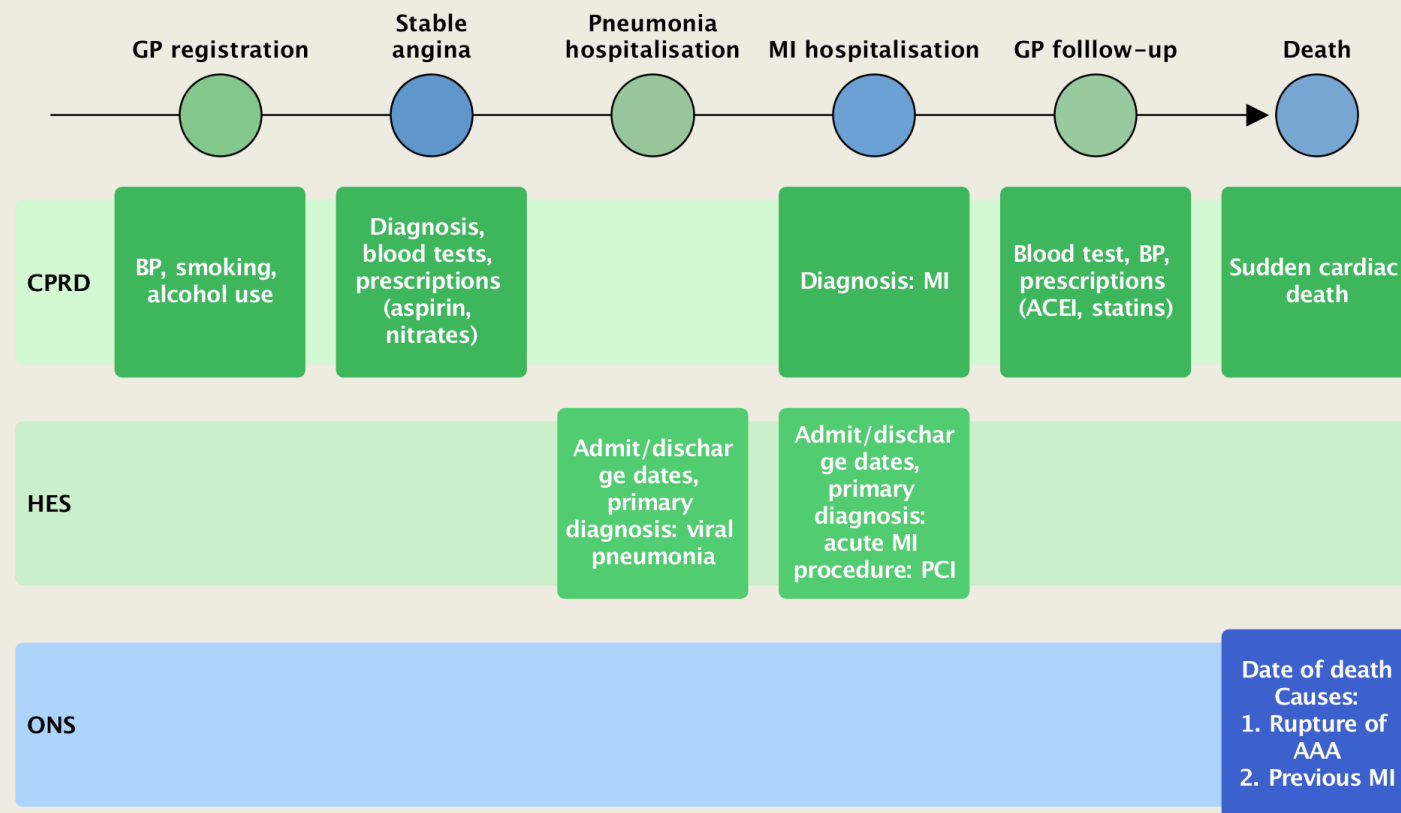 Stable
angina
Pneumonia
hospitalisation
GP registration
MI hospitalisation
GP folllow-up
Death
CPRD
BP, smoking,
alcohol use
Diagnosis,
blood tests,
prescriptions
(aspirin,
nitrates)
Diagnosis: MI
Blood test, BP,
prescriptions
(ACEI, statins)
Sudden cardiac
death
HES
Admit/dischar
ge dates,
primary
diagnosis: viral
pneumonia
Admit/dischar
ge dates,
primary
diagnosis:
acute MI
procedure: PCI
ONS
Date of death
Causes:
1. Rupture of
AAA
2. Previous MI